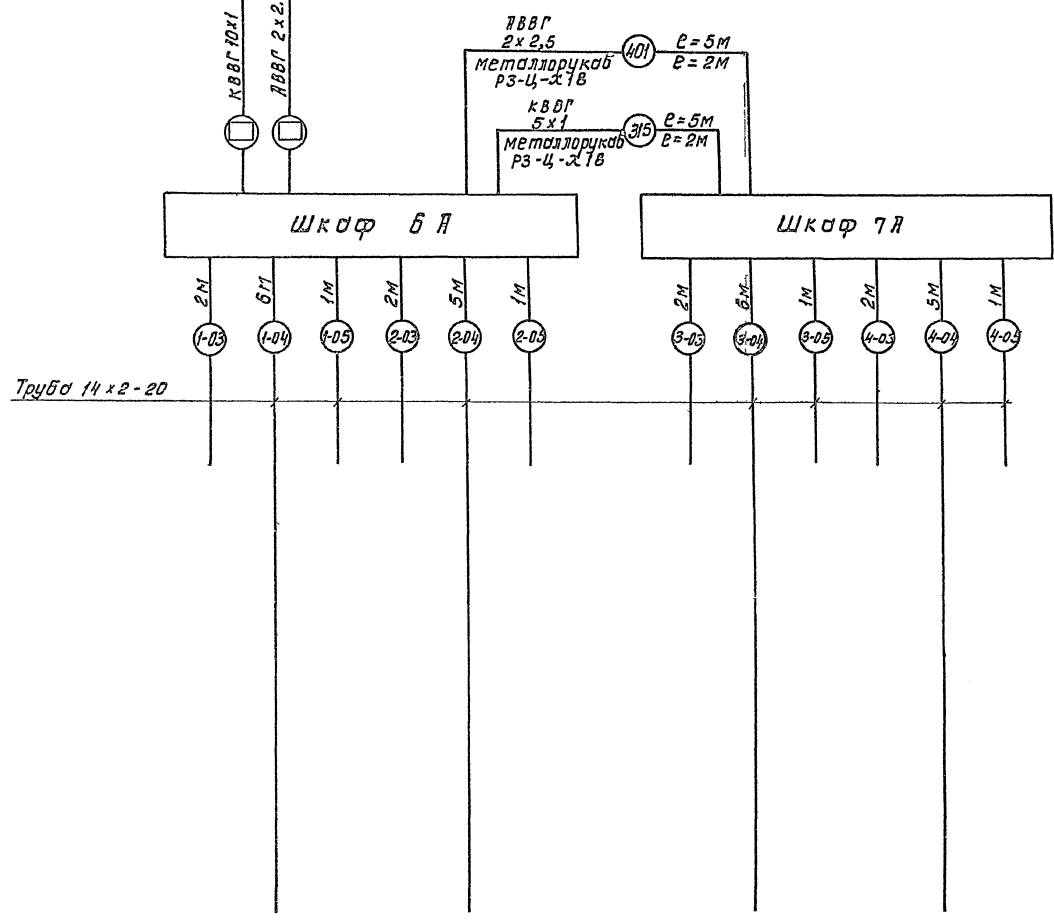 КВВГ 10х1
АВВГ 2х2.
АВВГ
2х2,5
401
ℓ=5м
ℓ=2м
металлорукав
РЗ-Ц-Х18
КВВГ
5х1
315
ℓ=5м
ℓ=2м
металлорукав
РЗ-Ц-Х18
Шкаф 6А
Шкаф 7А
2м
6м
1м
2м
5м
1м
2м
6м
1м
2м
5м
1м
1-03
1-04
1-05
2-03
2-04
2-05
3-03
3-04
3-05
4-03
4-04
4-05
Труба 14х2-20